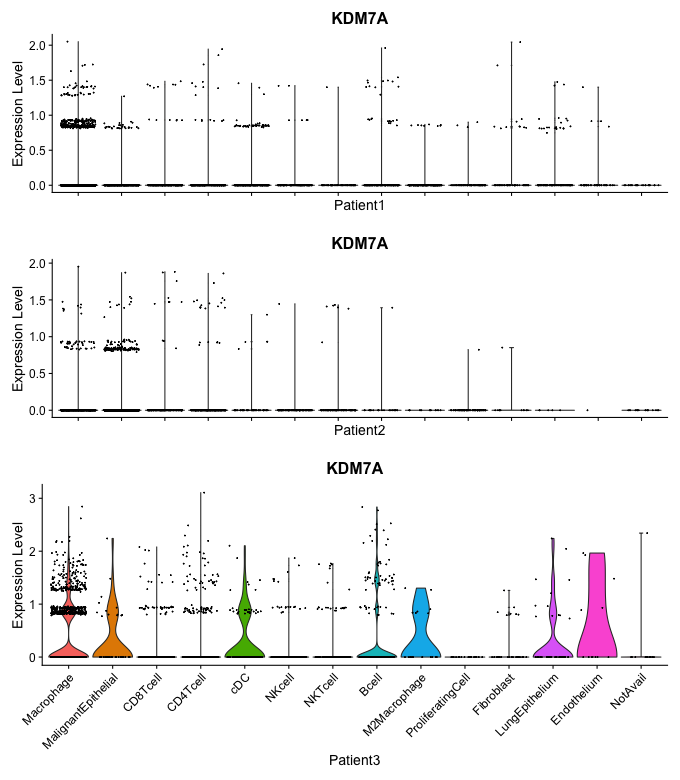 KDM7A
Expression Level
2.0
1.5
1.0
0.5
0.0
Patient1
KDM7A
Expression Level
2.0
1.5
1.0
0.5
0.0
Patient2
KDM7A
Expression Level
3
2
1
0
Macrophage
MalignantEpithelial
CD8Tcell
CD4Tcell
cDC
NKcell
NKTcell
Bcell
M2Macrophage
ProliferatingCell
Fibroblast
LungEpithelium
Endothelium
NotAvail
Patient3